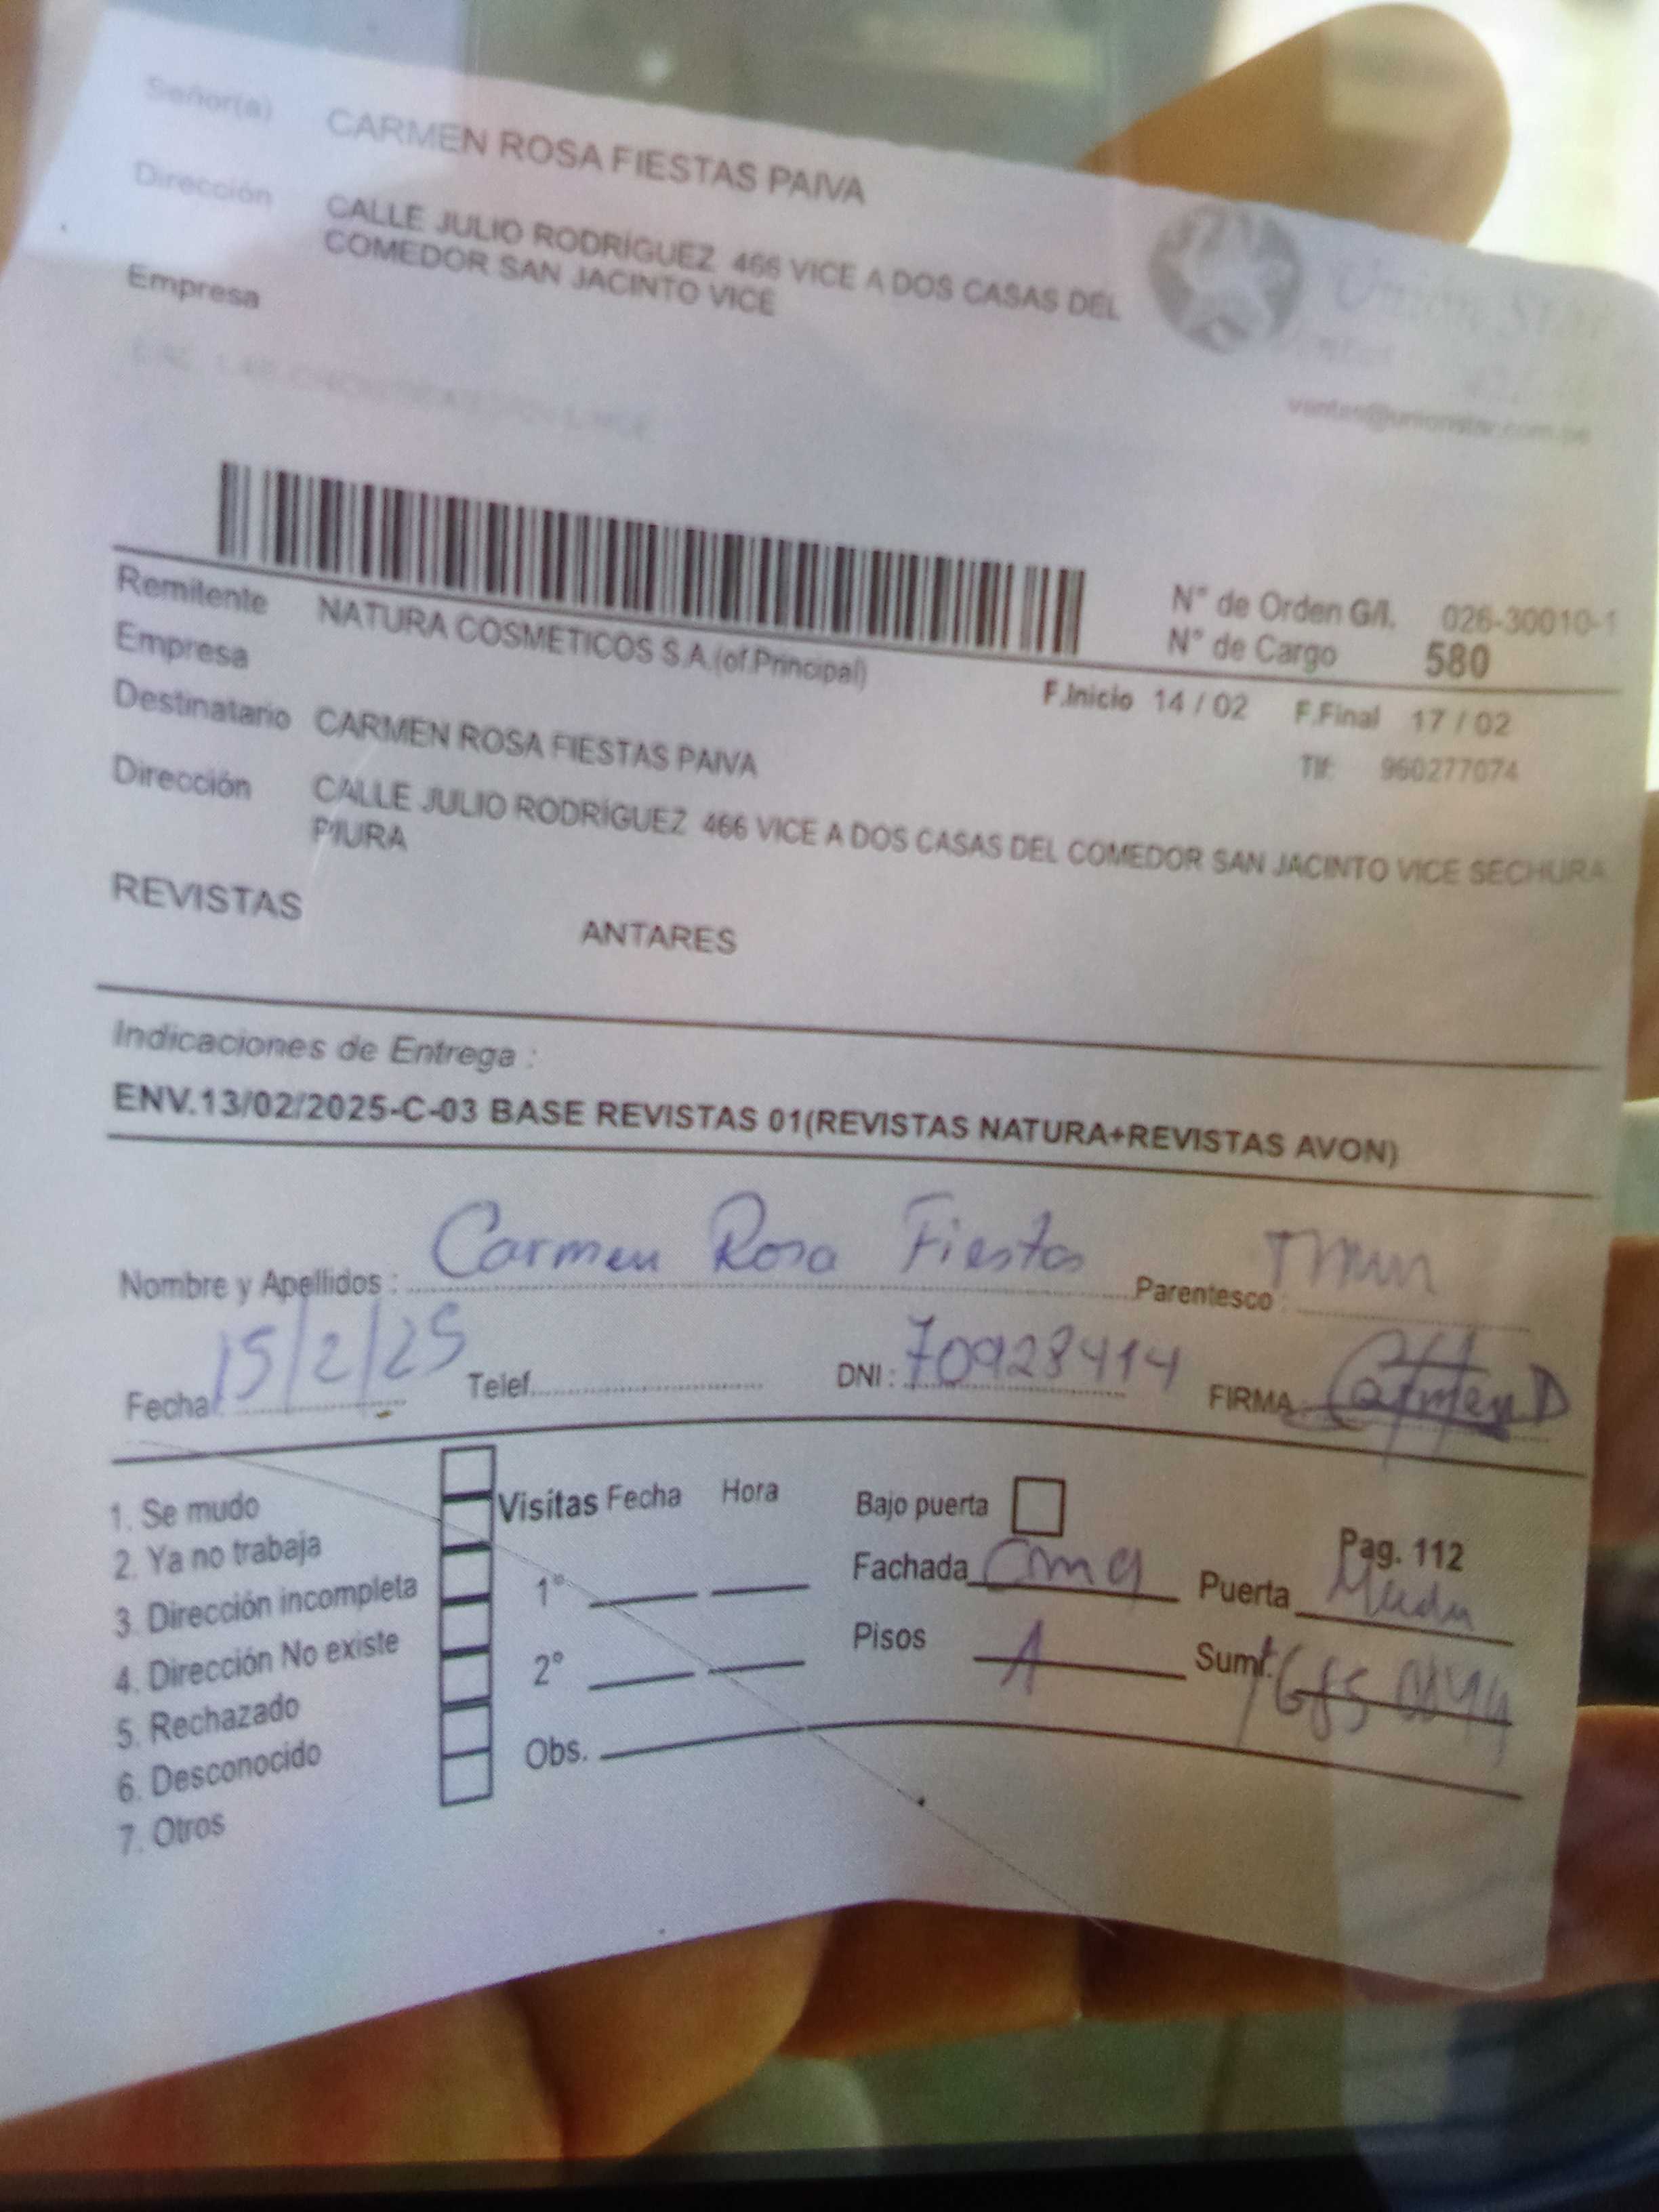 Señor(a) CARMEN ROSA FIESTAS PAIVA
Dirección CALLE JULIO RODRÍGUEZ 466 VICE A DOS CASAS DEL
COMEDOR SAN JACINTO VICE
Empresa
Union Star
ventas@unionstar.com.pe
N° de Orden G/I. 026-30010-1
N° de Cargo 580
Remitente NATURA COSMETICOS S.A.(of.Principal)
Empresa
F.Inicio 14 / 02 F.Final 17 / 02
Destinatario CARMEN ROSA FIESTAS PAIVA
Tlf: 960277074
Dirección CALLE JULIO RODRÍGUEZ 466 VICE A DOS CASAS DEL COMEDOR SAN JACINTO VICE SECHURA
PIURA
REVISTAS ANTARES
Indicaciones de Entrega :
ENV.13/02/2025-C-03 BASE REVISTAS 01(REVISTAS NATURA+REVISTAS AVON)
Nombre y Apellidos : Carmen Rosa Fiestas Parentesco :
Fecha 15/2/25 Telef. DNI : 70928414 FIRMA
1. Se mudo
2. Ya no trabaja
3. Dirección incompleta
4. Dirección No existe
5. Rechazado
6. Desconocido
7. Otros
Visitas Fecha Hora
1°
2°
Obs.
Bajo puerta
Pag. 112
Fachada Puerta
Pisos 1 Sumt.